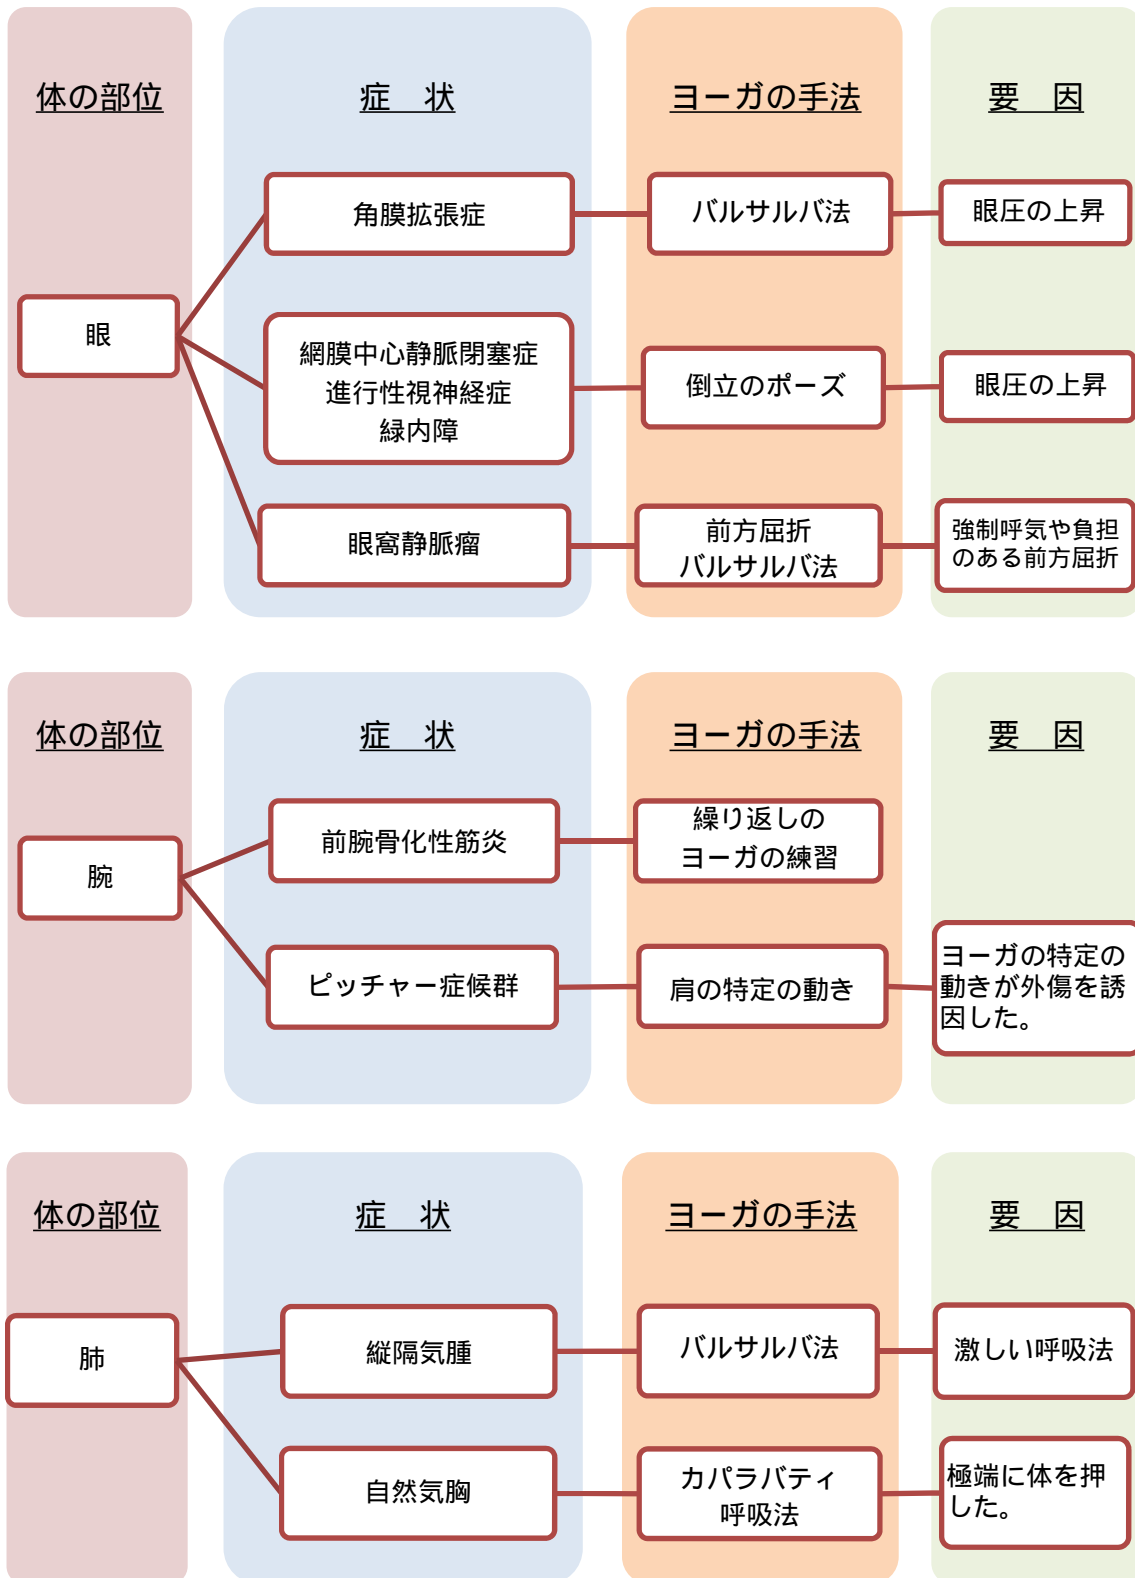 体の部位
症　状
ヨーガの手法
要　因
眼
角膜拡張症
バルサルバ法
眼圧の上昇
網膜中心静脈閉塞症
進行性視神経症
緑内障
倒立のポーズ
眼圧の上昇
眼窩静脈瘤
前方屈折
バルサルバ法
強制呼気や負担
のある前方屈折
体の部位
症　状
ヨーガの手法
要　因
腕
前腕骨化性筋炎
繰り返しの
ヨーガの練習
ピッチャー症候群
肩の特定の動き
ヨーガの特定の
動きが外傷を誘
因した。
体の部位
症　状
ヨーガの手法
要　因
肺
縦隔気腫
バルサルバ法
激しい呼吸法
自然気胸
カパラバティ
呼吸法
極端に体を押
した。